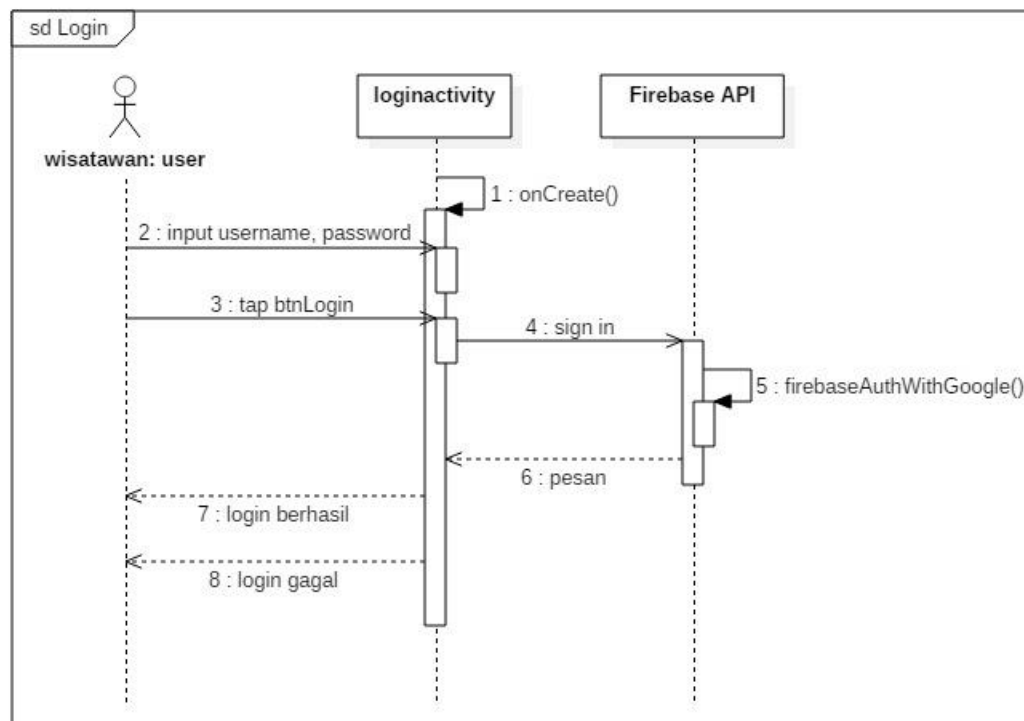 sd Login
loginactivity
Firebase API
wisatawan: user
1 : onCreate()
2 : input username, password
3 : tap btnLogin
4 : sign in
5 : firebaseAuthWithGoogle()
6 : pesan
7 : login berhasil
8 : login gagal